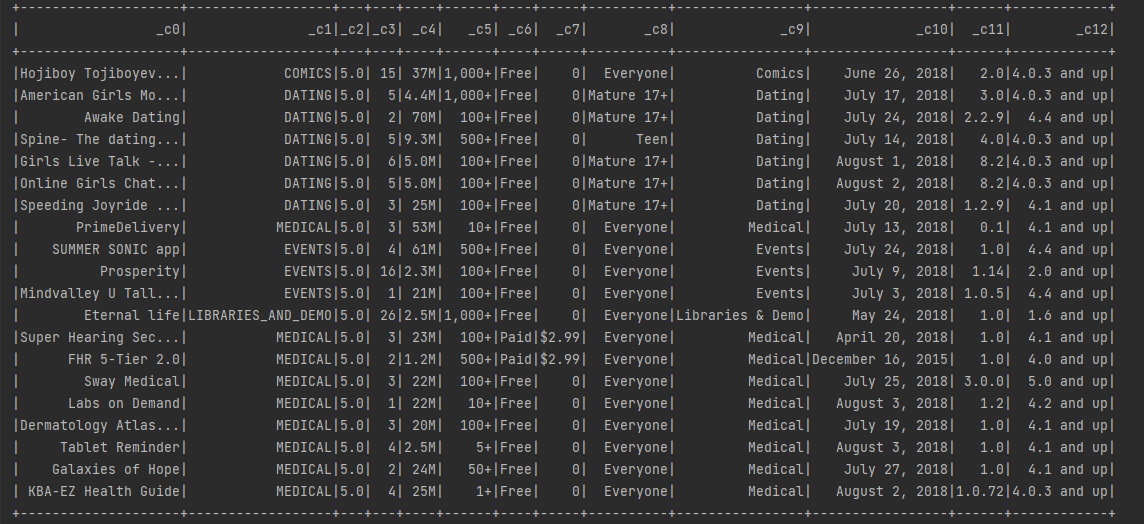 +--------------------+-----------------+---+---+----+------+----+-----+----------+----------------+-----------------+------+------------+
|                 _c0|              _c1|_c2|_c3| _c4|   _c5| _c6|  _c7|       _c8|             _c9|             _c10|  _c11|        _c12|
+--------------------+-----------------+---+---+----+------+----+-----+----------+----------------+-----------------+------+------------+
|Hojiboy Tojiboyev...|           COMICS|5.0| 15| 37M|1,000+|Free|    0|  Everyone|          Comics|    June 26, 2018|   2.0|4.0.3 and up|
|American Girls Mo...|           DATING|5.0|  5|4.4M|1,000+|Free|    0|Mature 17+|          Dating|    July 17, 2018|   3.0|4.0.3 and up|
|        Awake Dating|           DATING|5.0|  2| 70M|  100+|Free|    0|Mature 17+|          Dating|    July 24, 2018| 2.2.9|  4.4 and up|
|Spine- The dating...|           DATING|5.0|  5|9.3M|  500+|Free|    0|      Teen|          Dating|    July 14, 2018|   4.0|4.0.3 and up|
|Girls Live Talk -...|           DATING|5.0|  6|5.0M|  100+|Free|    0|Mature 17+|          Dating|   August 1, 2018|   8.2|4.0.3 and up|
|Online Girls Chat...|           DATING|5.0|  5|5.0M|  100+|Free|    0|Mature 17+|          Dating|   August 2, 2018|   8.2|4.0.3 and up|
|Speeding Joyride ...|           DATING|5.0|  3| 25M|  100+|Free|    0|Mature 17+|          Dating|    July 20, 2018| 1.2.9|  4.1 and up|
|       PrimeDelivery|          MEDICAL|5.0|  3| 53M|   10+|Free|    0|  Everyone|         Medical|    July 13, 2018|   0.1|  4.1 and up|
|    SUMMER SONIC app|           EVENTS|5.0|  4| 61M|  500+|Free|    0|  Everyone|          Events|    July 24, 2018|   1.0|  4.4 and up|
|          Prosperity|           EVENTS|5.0| 16|2.3M|  100+|Free|    0|  Everyone|          Events|     July 9, 2018|  1.14|  2.0 and up|
|Mindvalley U Tall...|           EVENTS|5.0|  1| 21M|  100+|Free|    0|  Everyone|          Events|     July 3, 2018| 1.0.5|  4.4 and up|
|        Eternal life|LIBRARIES_AND_DEMO|5.0| 26|2.5M|1,000+|Free|    0|  Everyone|Libraries & Demo|     May 24, 2018|   1.0|  1.6 and up|
|Super Hearing Sec...|          MEDICAL|5.0|  3| 23M|  100+|Paid|$2.99|  Everyone|         Medical|   April 20, 2018|   1.0|  4.1 and up|
|      FHR 5-Tier 2.0|          MEDICAL|5.0|  2|1.2M|  500+|Paid|$2.99|  Everyone|         Medical|December 16, 2015|   1.0|  4.0 and up|
|        Sway Medical|          MEDICAL|5.0|  3| 22M|  100+|Free|    0|  Everyone|         Medical|    July 25, 2018| 3.0.0|  5.0 and up|
|      Labs on Demand|          MEDICAL|5.0|  1| 22M|   10+|Free|    0|  Everyone|         Medical|   August 3, 2018|   1.2|  4.2 and up|
|Dermatology Atlas...|          MEDICAL|5.0|  3| 20M|  100+|Free|    0|  Everyone|         Medical|    July 19, 2018|   1.0|  4.1 and up|
|     Tablet Reminder|          MEDICAL|5.0|  4|2.5M|    5+|Free|    0|  Everyone|         Medical|   August 3, 2018|   1.0|  4.1 and up|
|    Galaxies of Hope|          MEDICAL|5.0|  2| 24M|   50+|Free|    0|  Everyone|         Medical|    July 27, 2018|   1.0|  4.1 and up|
| KBA-EZ Health Guide|          MEDICAL|5.0|  4| 25M|    1+|Free|    0|  Everyone|         Medical|   August 2, 2018|1.0.72|4.0.3 and up|
+--------------------+-----------------+---+---+----+------+----+-----+----------+----------------+-----------------+------+------------+